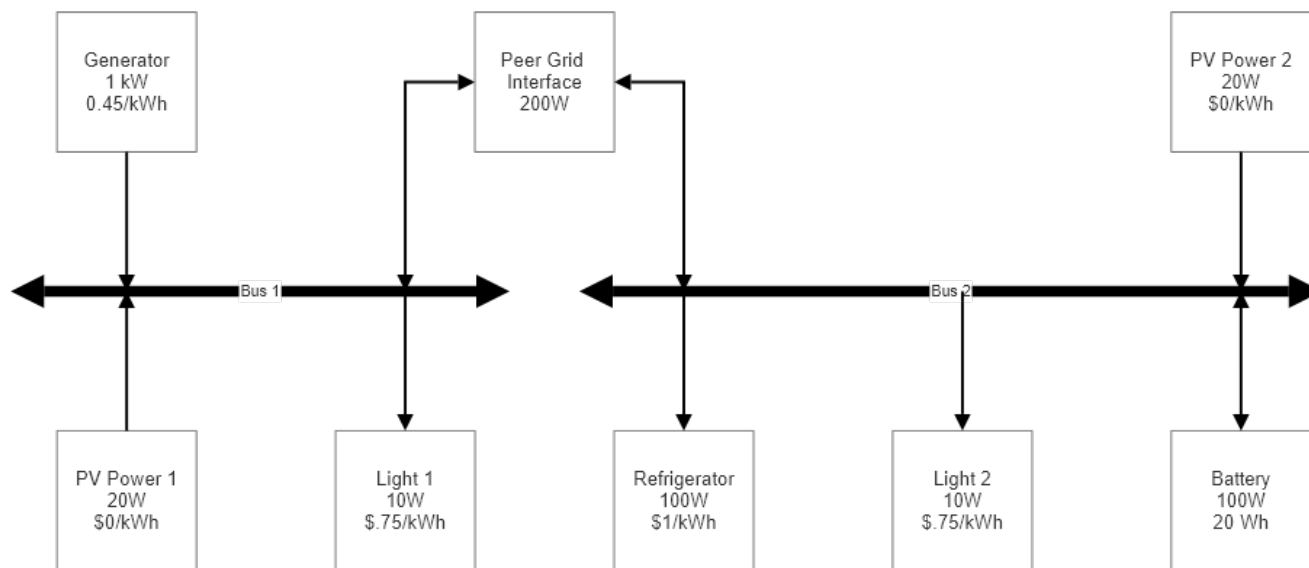 Generator
1 kW
0.45/kWh
Peer Grid
Interface
200W
PV Power 2
20W
$0/kWh
Bus 1
Bus 2
PV Power 1
20W
$0/kWh
Light 1
10W
$.75/kWh
Refrigerator
100W
$1/kWh
Light 2
10W
$.75/kWh
Battery
100W
20 Wh